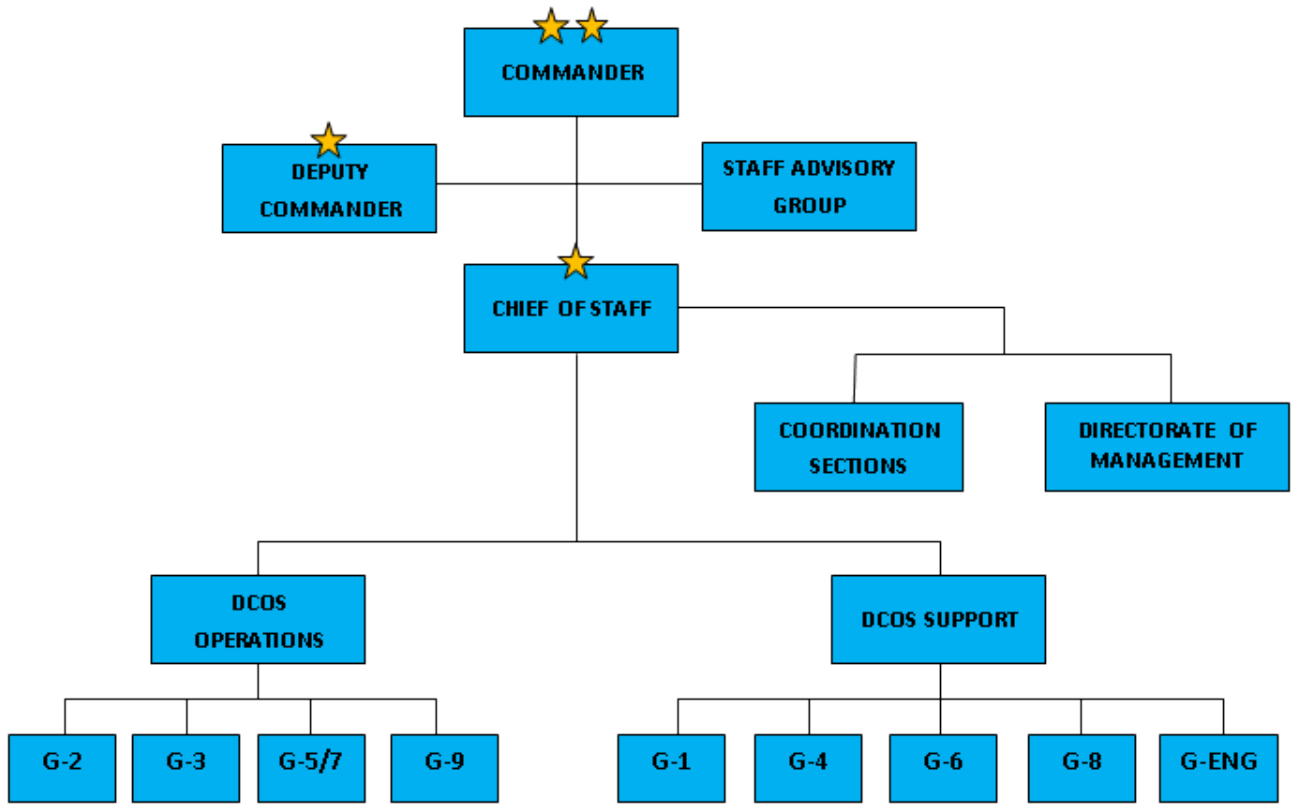 COMMANDER
DEPUTY
COMMANDER
STAFF ADVISORY
GROUP
CHIEF OF STAFF
COORDINATION
SECTIONS
DIRECTORATE OF
MANAGEMENT
DCOS
OPERATIONS
DCOS SUPPORT
G-2
G-3
G-5/7
G-9
G-1
G-4
G-6
G-8
G-ENG